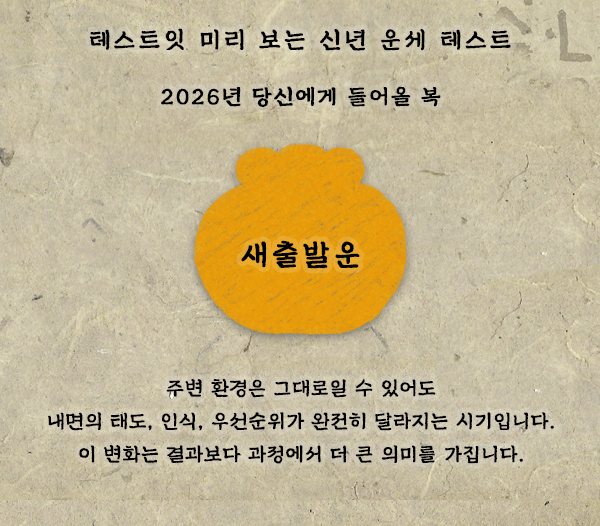 테스트잇 미리 보는 신년 운세 테스트
2026년 당신에게 들어올 복
새출발운
주변 환경은 그대로일 수 있어도
내면의 태도, 인식, 우선순위가 완전히 달라지는 시기입니다.
이 변화는 결과보다 과정에서 더 큰 의미를 가집니다.